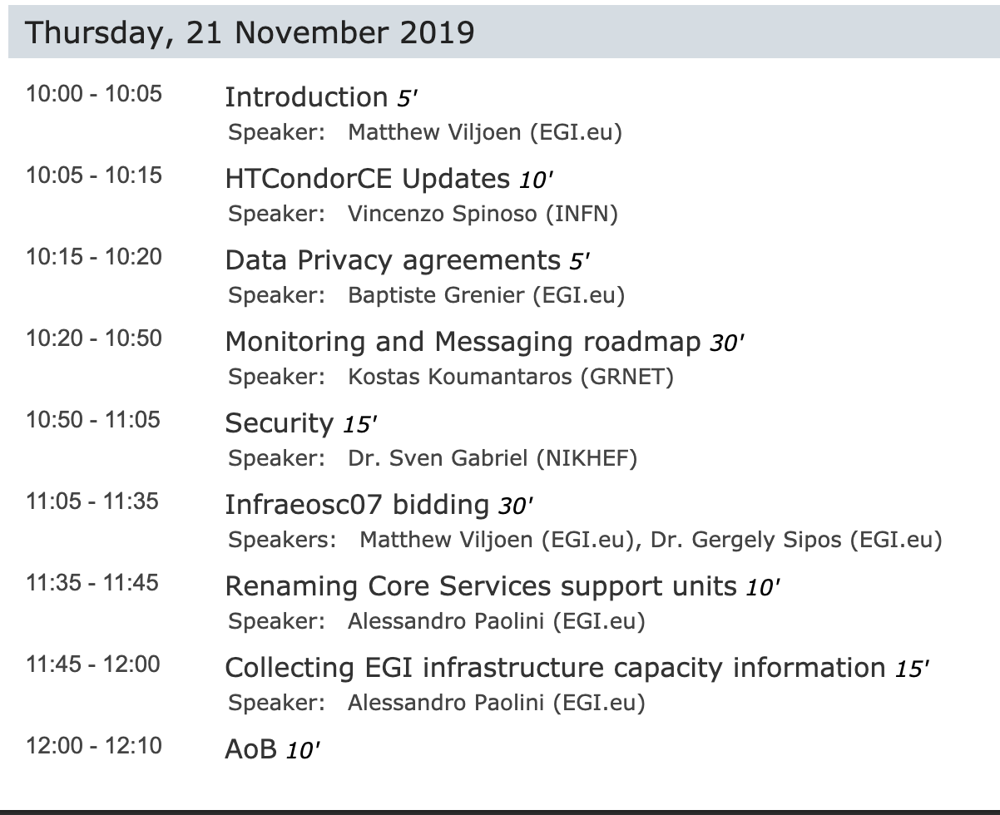 Thursday, 21 November 2019
10:00 - 10:05 Introduction 5'
Speaker: Matthew Viljoen (EGI.eu)
10:05 - 10:15 HTCondorCE Updates 10'
Speaker: Vincenzo Spinoso (INFN)
10:15 - 10:20 Data Privacy agreements 5'
Speaker: Baptiste Grenier (EGI.eu)
10:20 - 10:50 Monitoring and Messaging roadmap 30'
Speaker: Kostas Koumantaros (GRNET)
10:50 - 11:05 Security 15'
Speaker: Dr. Sven Gabriel (NIKHEF)
11:05 - 11:35 Infraeosc07 bidding 30'
Speakers: Matthew Viljoen (EGI.eu), Dr. Gergely Sipos (EGI.eu)
11:35 - 11:45 Renaming Core Services support units 10'
Speaker: Alessandro Paolini (EGI.eu)
11:45 - 12:00 Collecting EGI infrastructure capacity information 15'
Speaker: Alessandro Paolini (EGI.eu)
12:00 - 12:10 AoB 10'